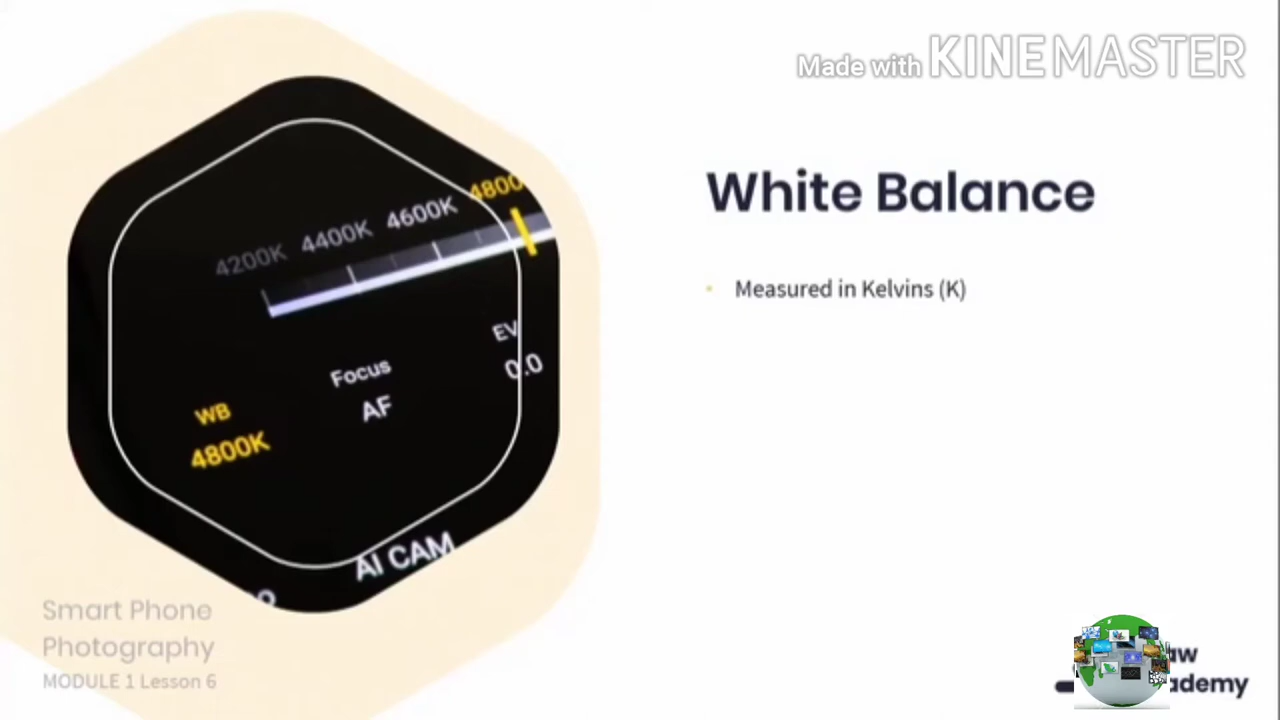 Made with KINEMASTER
White Balance
Measured in Kelvins (K)
4200K 4400K 4600K 4800
EV
0.0
Focus
AF
WB
4800K
AI CAM
Smart Phone
Photography
MODULE 1 Lesson 6